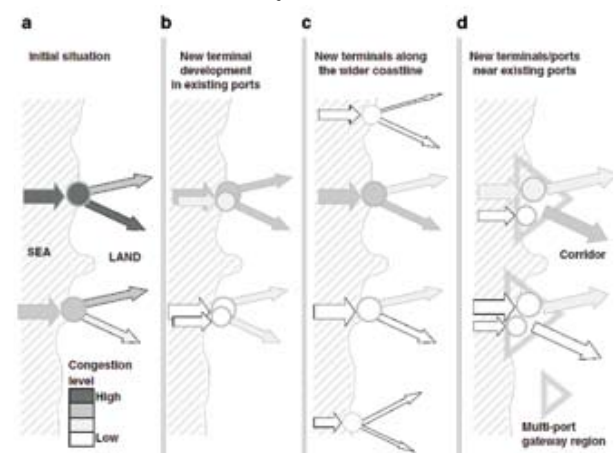 a
Initial situation
b
New terminal
development
in existing ports
c
New terminals along
the wider coastline
d
New terminals/ports
near existing ports
SEA
LAND
Corridor
Congestion
level
High
Low
Multi-port
gateway region